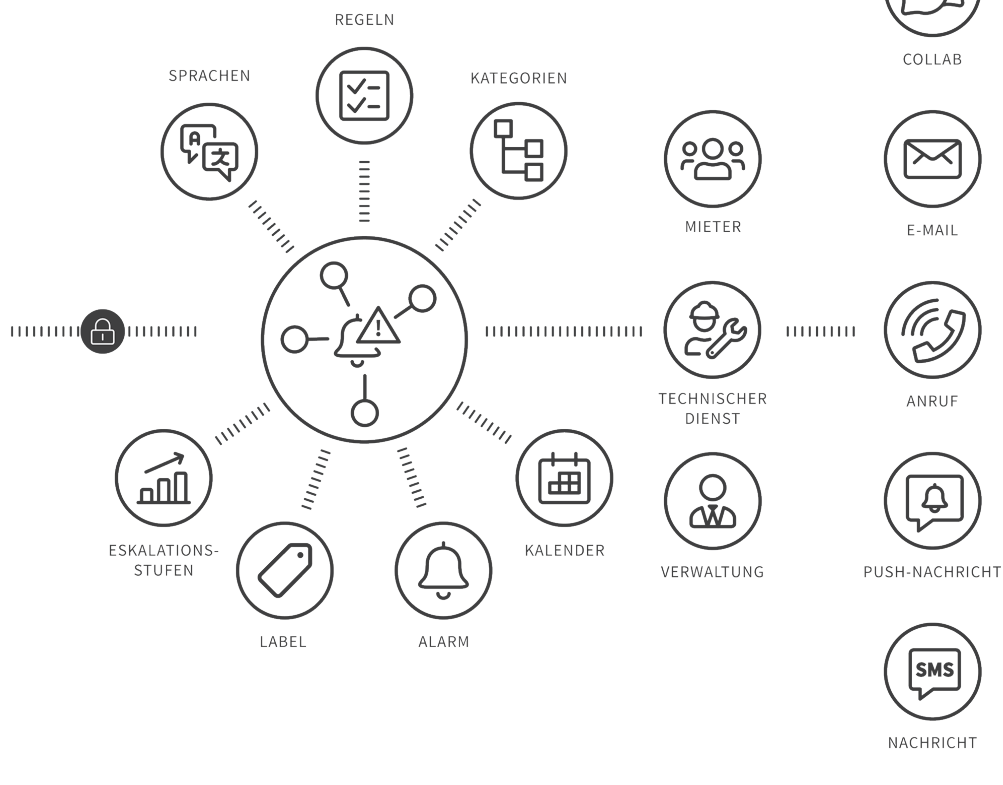 REGELN
SPRACHEN
KATEGORIEN
A
文
MIETER
TECHNISCHER
DIENST
VERWALTUNG
ESKALATIONS-
STUFEN
LABEL
ALARM
KALENDER
COLLAB
E-MAIL
ANRUF
PUSH-NACHRICHT
SMS
NACHRICHT